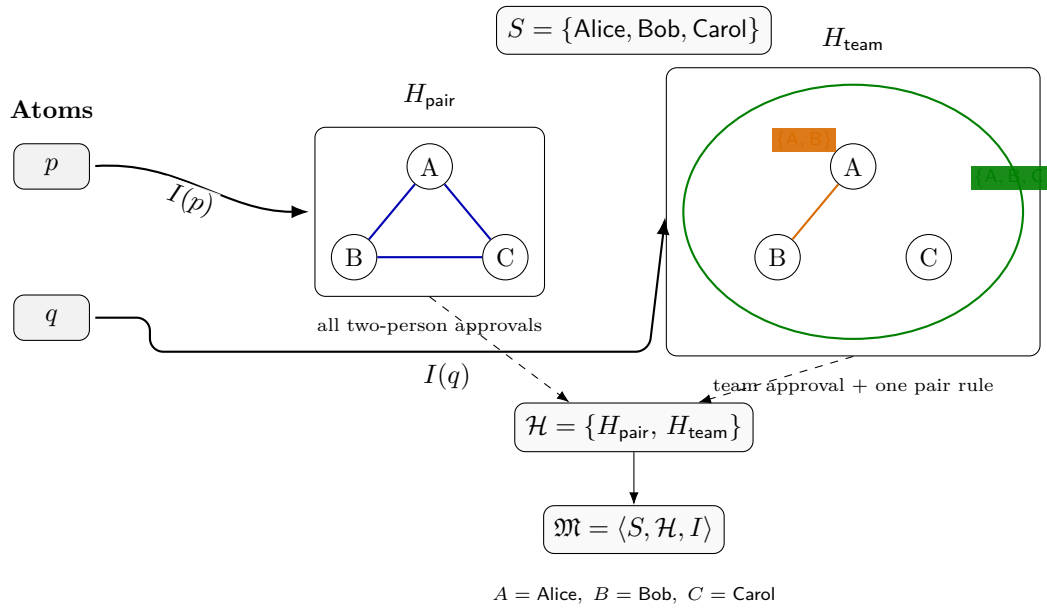 S = {Alice, Bob, Carol}
H_team
H_pair
Atoms
p
I(p)
A
B
C
{A, B}
A
{A, B, C
B
C
q
all two-person approvals
I(q)
team approval + one pair rule
ℋ = {H_pair, H_team}
𝔐 = ⟨S, ℋ, I⟩
A = Alice, B = Bob, C = Carol